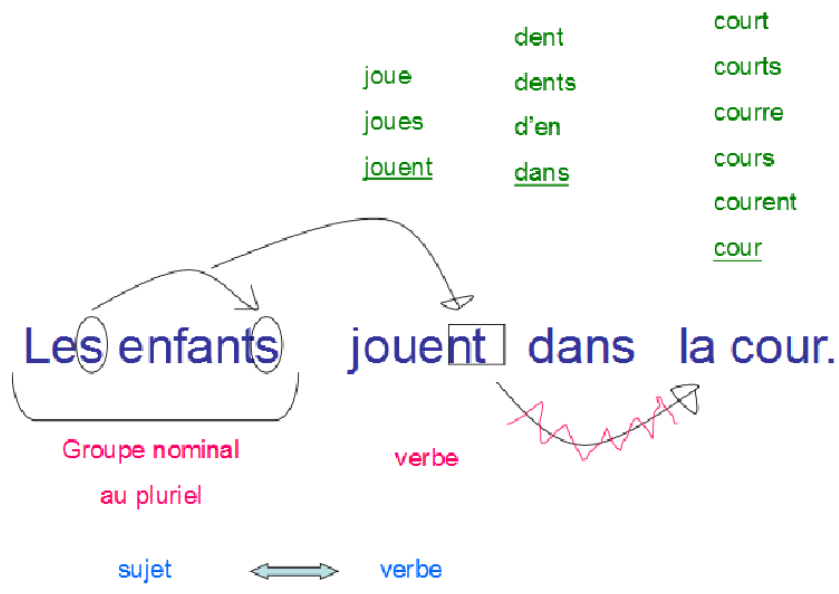 joue
joues
jouent
dent
dents
d'en
dans
court
courts
courre
cours
courent
cour
Les enfants jouent dans la cour.
Groupe nominal
au pluriel
verbe
sujet verbe